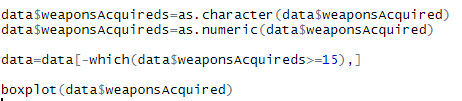 data$weaponsAcquireds=as.character(data$weaponsAcquired)
data$weaponsAcquireds=as.numeric(data$weaponsAcquired)
data=data[-which(data$weaponsAcquireds>=15),]
boxplot(data$weaponsAcquired)